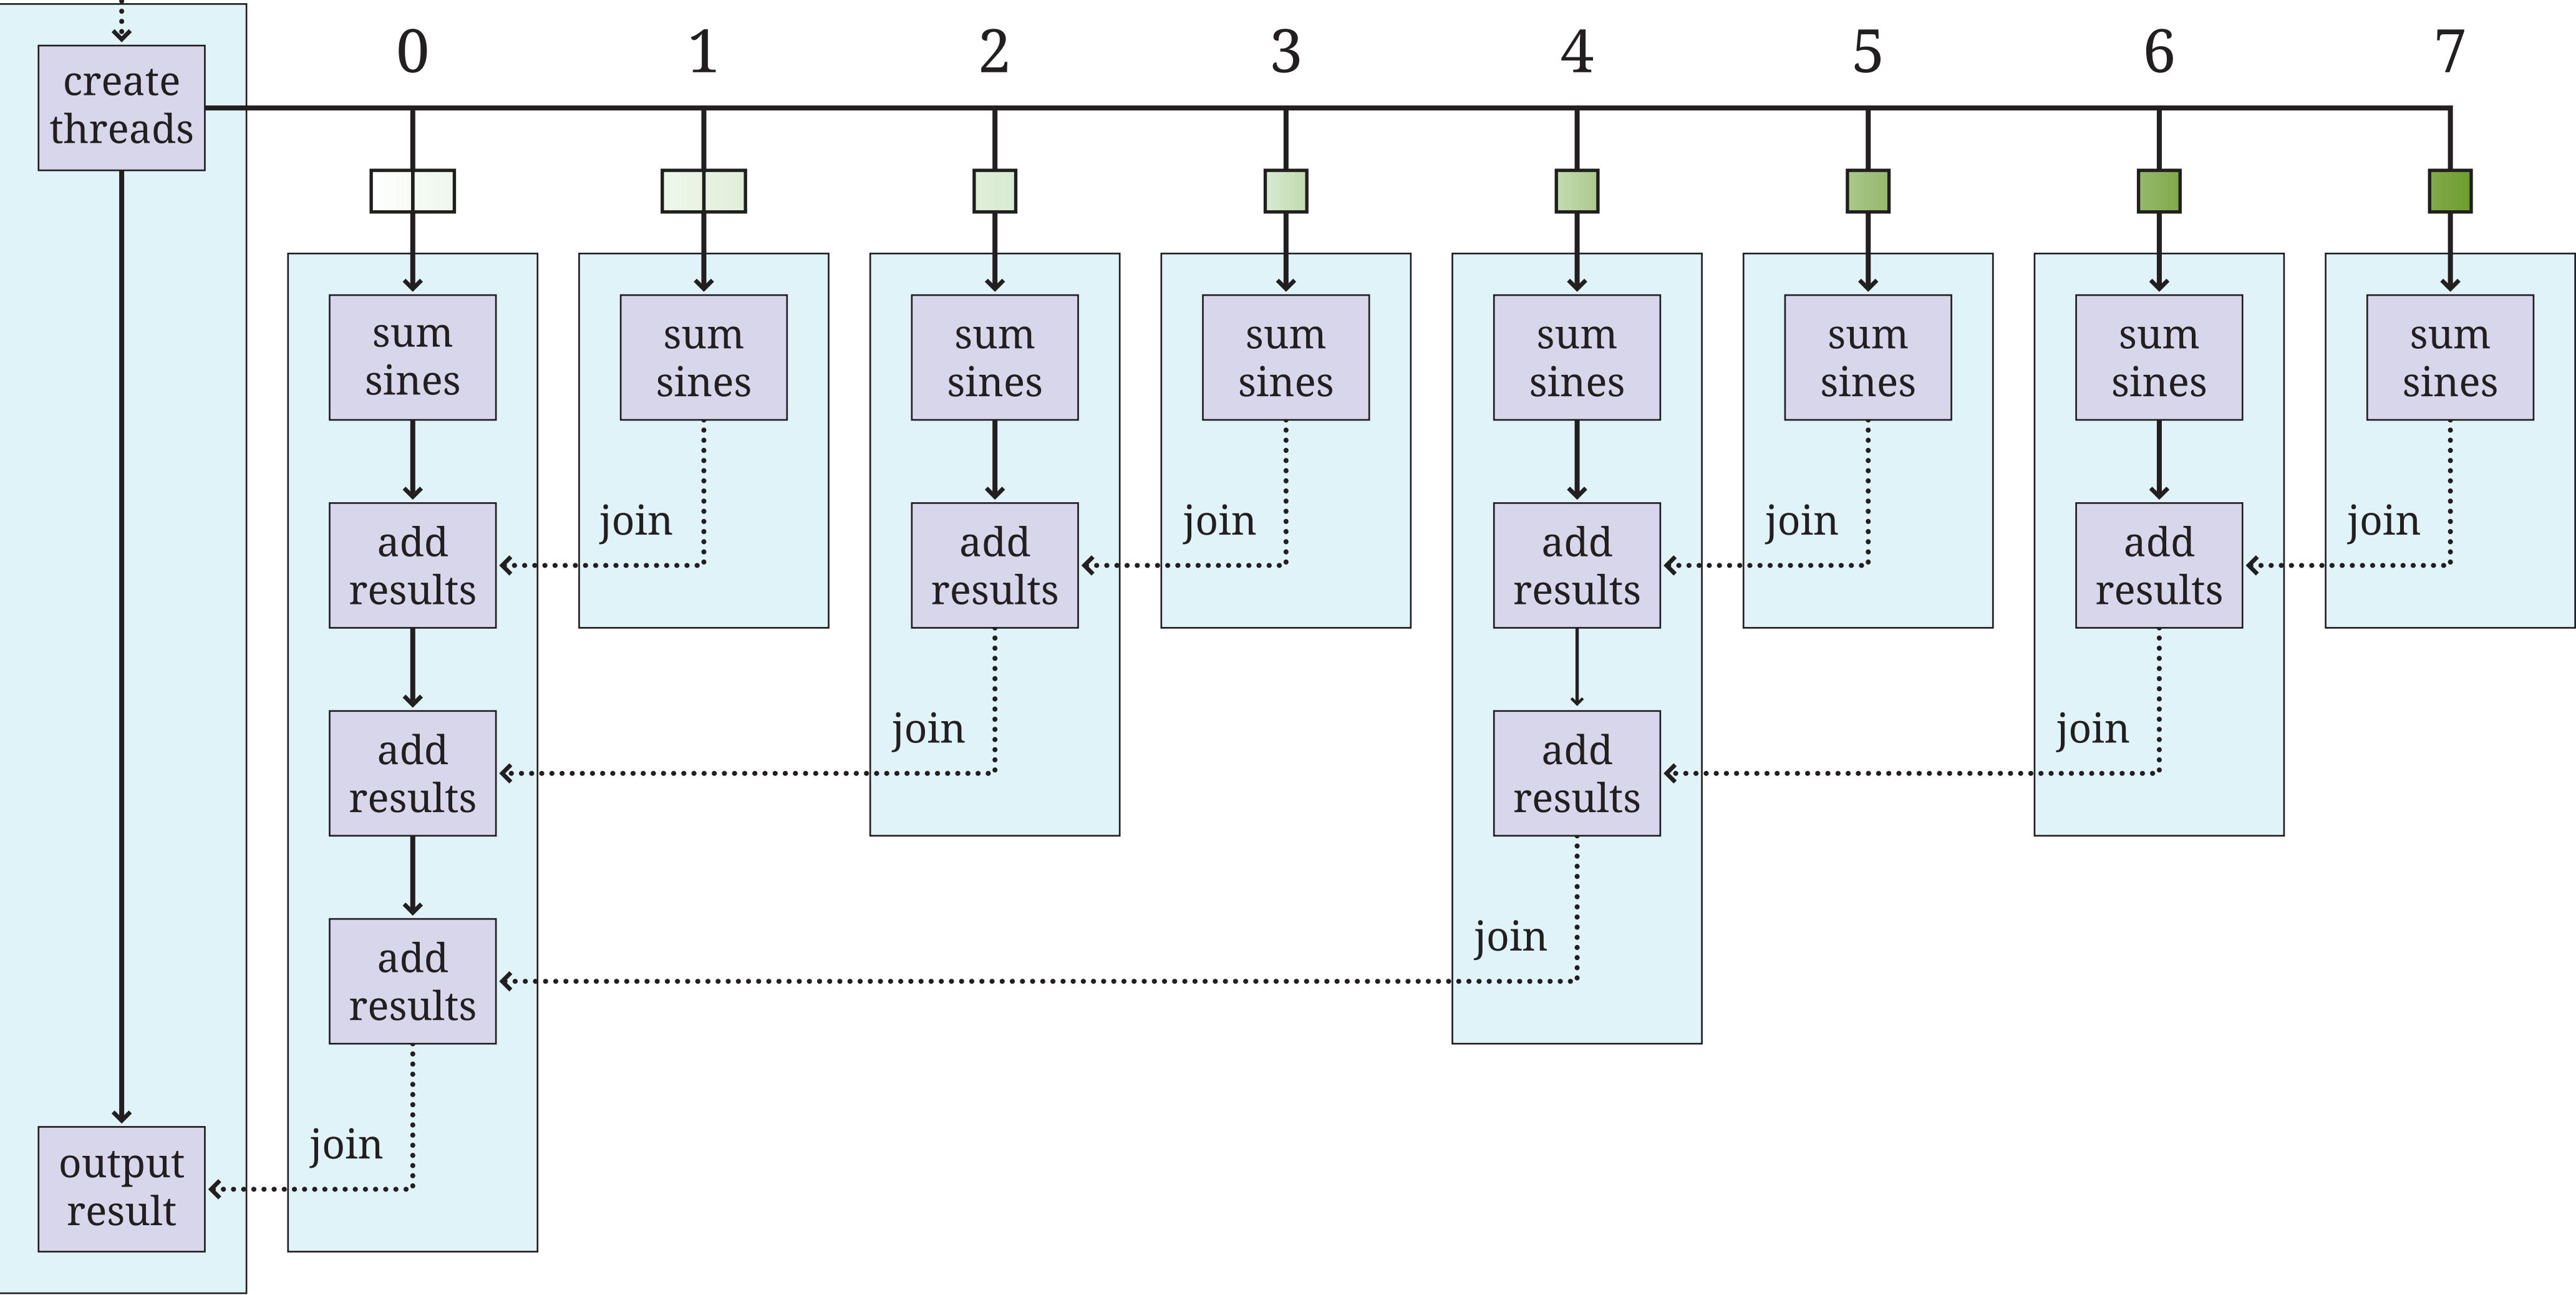 create
threads
0
1
2
3
4
5
6
7
sum
sines
sum
sines
sum
sines
sum
sines
sum
sines
sum
sines
sum
sines
sum
sines
add
results
join
add
results
join
add
results
join
add
results
join
add
results
join
add
results
join
add
results
join
output
result
join